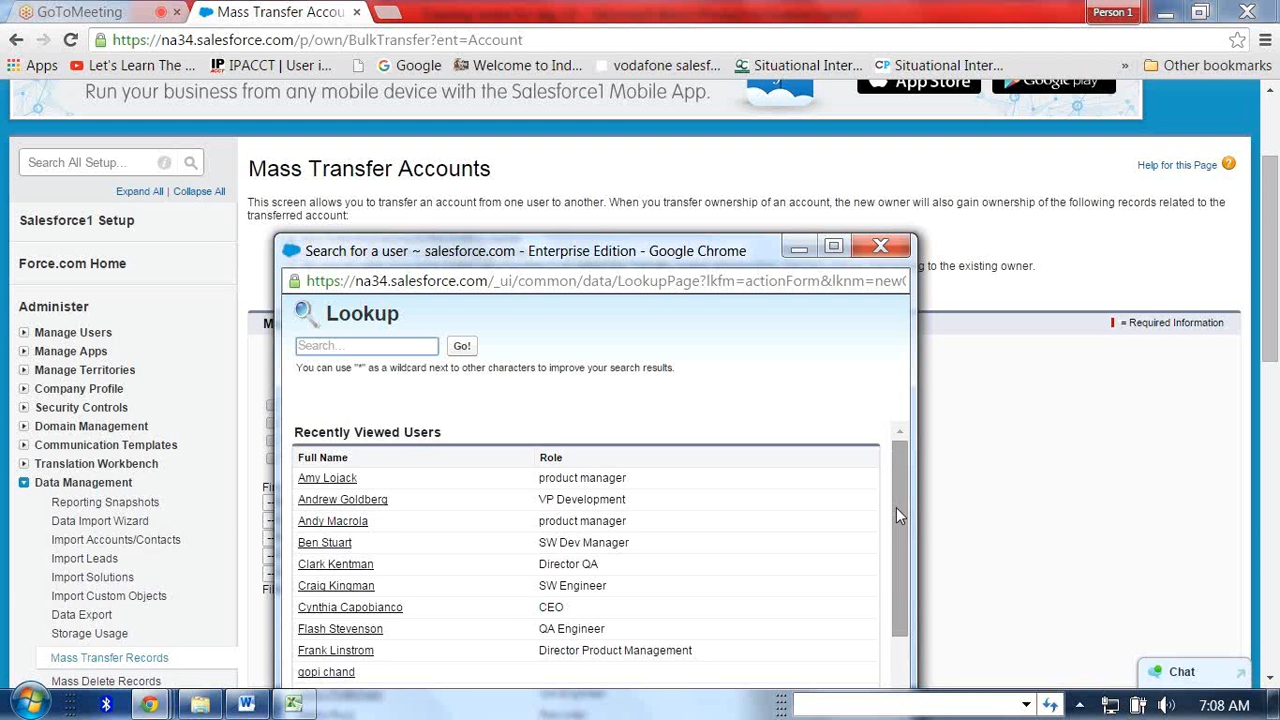 GoToMeeting
Mass Transfer Accou
Person 1
https://na34.salesforce.com/p/own/BulkTransfer?ent=Account
Apps
Let's Learn The ...
IPACCT | User i...
Google
Welcome to Ind...
vodafone salesf...
Situational Inter...
CP Situational Inter...
» Other bookmarks
Run your business from any mobile device with the Salesforce1 Mobile App.
App Store
Google play
Search All Setup...
Expand All | Collapse All
Salesforce1 Setup
Force.com Home
Administer
Manage Users
Manage Apps
Manage Territories
Company Profile
Security Controls
Domain Management
Communication Templates
Translation Workbench
Data Management
Reporting Snapshots
Data Import Wizard
Import Accounts/Contacts
Import Leads
Import Solutions
Import Custom Objects
Data Export
Storage Usage
Mass Transfer Records
Mass Delete Records
Mass Transfer Accounts
Help for this Page
This screen allows you to transfer an account from one user to another. When you transfer ownership of an account, the new owner will also gain ownership of the following records related to the
transferred account:
g to the existing owner.
= Required Information
Search for a user ~ salesforce.com - Enterprise Edition - Google Chrome
https://na34.salesforce.com/_ui/common/data/LookupPage?lkfm=actionForm&lknm=newO
Lookup
Search...
Go!
You can use "*" as a wildcard next to other characters to improve your search results.
Recently Viewed Users
Full Name Role
Amy Lojack product manager
Andrew Goldberg VP Development
Andy Macrola product manager
Ben Stuart SW Dev Manager
Clark Kentman Director QA
Craig Kingman SW Engineer
Cynthia Capobianco CEO
Flash Stevenson QA Engineer
Frank Linstrom Director Product Management
gopi chand
Chat
7:08 AM